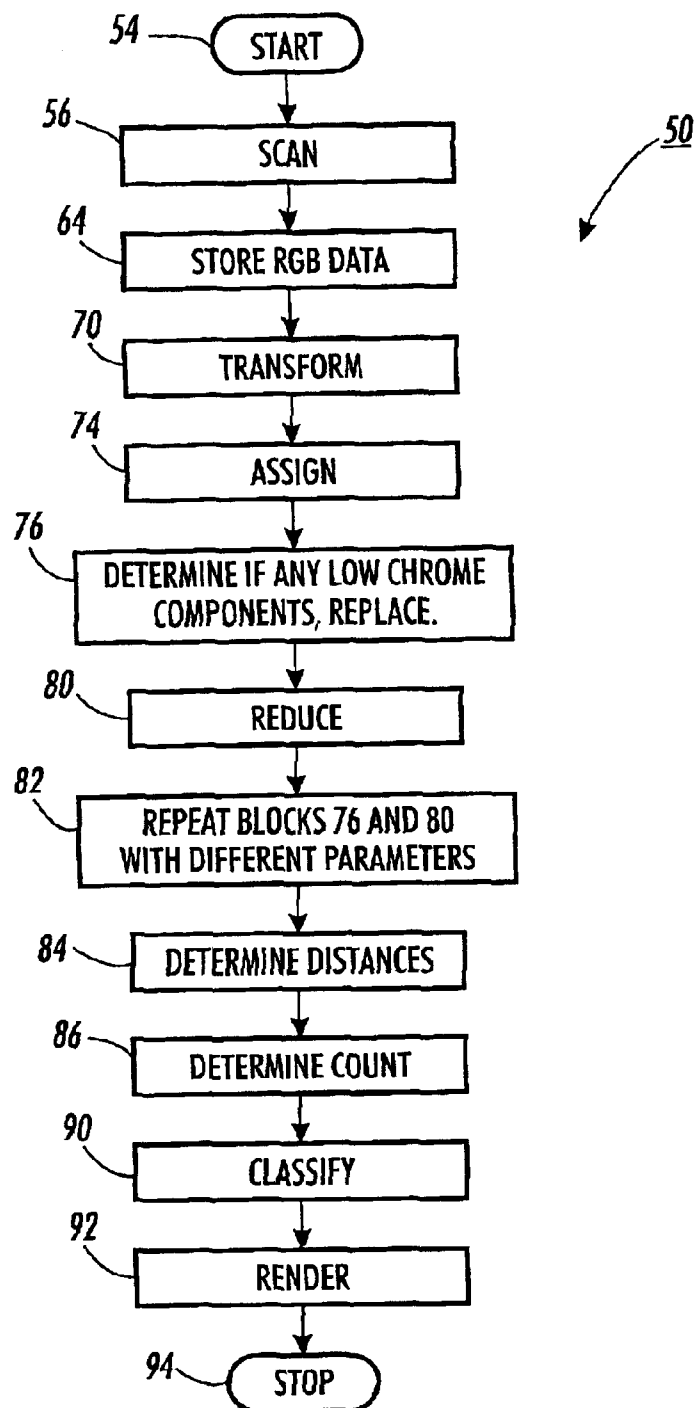 54
START
50
56
SCAN
64
STORE RGB DATA
70
TRANSFORM
74
ASSIGN
76
DETERMINE IF ANY LOW CHROME
COMPONENTS, REPLACE.
80
REDUCE
82
REPEAT BLOCKS 76 AND 80
WITH DIFFERENT PARAMETERS
84
DETERMINE DISTANCES
86
DETERMINE COUNT
90
CLASSIFY
92
RENDER
94
STOP